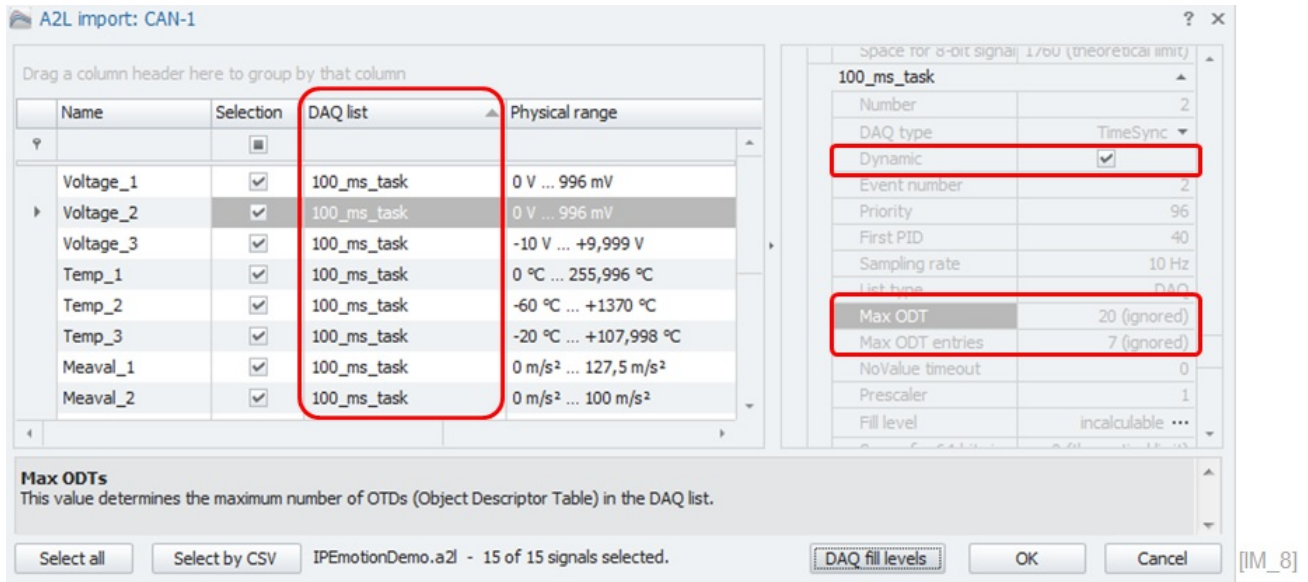 A2L import: CAN-1 ? ×
Drag a column header here to group by that column
Name Selection DAQ list Physical range
Voltage_1 100_ms_task 0 V ... 996 mV
Voltage_2 100_ms_task 0 V ... 996 mV
Voltage_3 100_ms_task -10 V ... +9,999 V
Temp_1 100_ms_task 0 °C ... 255,996 °C
Temp_2 100_ms_task -60 °C ... +1370 °C
Temp_3 100_ms_task -20 °C ... +107,998 °C
Meaval_1 100_ms_task 0 m/s² ... 127,5 m/s²
Meaval_2 100_ms_task 0 m/s² ... 100 m/s²
Space for 8-bit signal 1760 (theoretical limit)
100_ms_task
Number 2
DAQ type TimeSync
Dynamic
Event number 2
Priority 96
First PID 40
Sampling rate 10 Hz
List type DAQ
Max ODT 20 (ignored)
Max ODT entries 7 (ignored)
NoValue timeout 0
Prescaler 1
Fill level incalculable ...
Max ODTs
This value determines the maximum number of OTDs (Object Descriptor Table) in the DAQ list.
Select all Select by CSV IPEmotionDemo.a2l - 15 of 15 signals selected. DAQ fill levels OK Cancel
[IM_8]